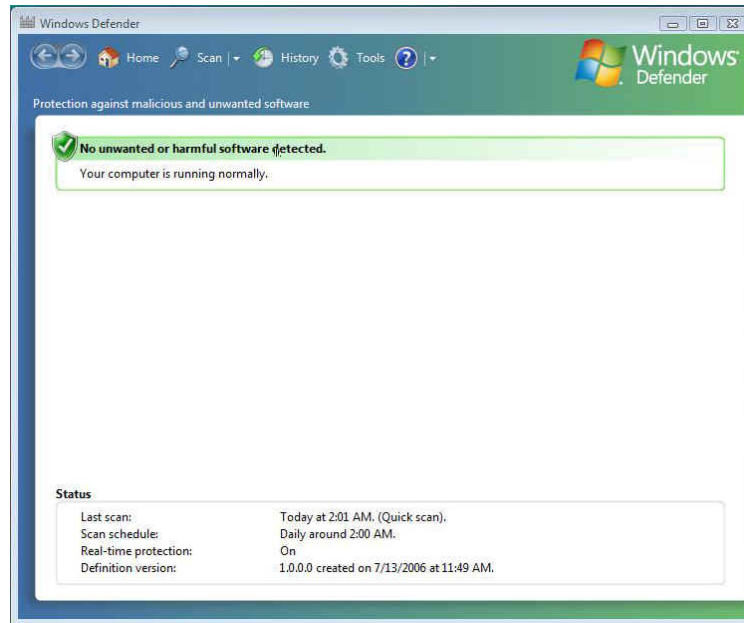 Windows Defender
Home Scan History Tools ?
Windows
Defender
Protection against malicious and unwanted software
No unwanted or harmful software detected.
Your computer is running normally.
Status
Last scan: Today at 2:01 AM. (Quick scan).
Scan schedule: Daily around 2:00 AM.
Real-time protection: On
Definition version: 1.0.0.0 created on 7/13/2006 at 11:49 AM.